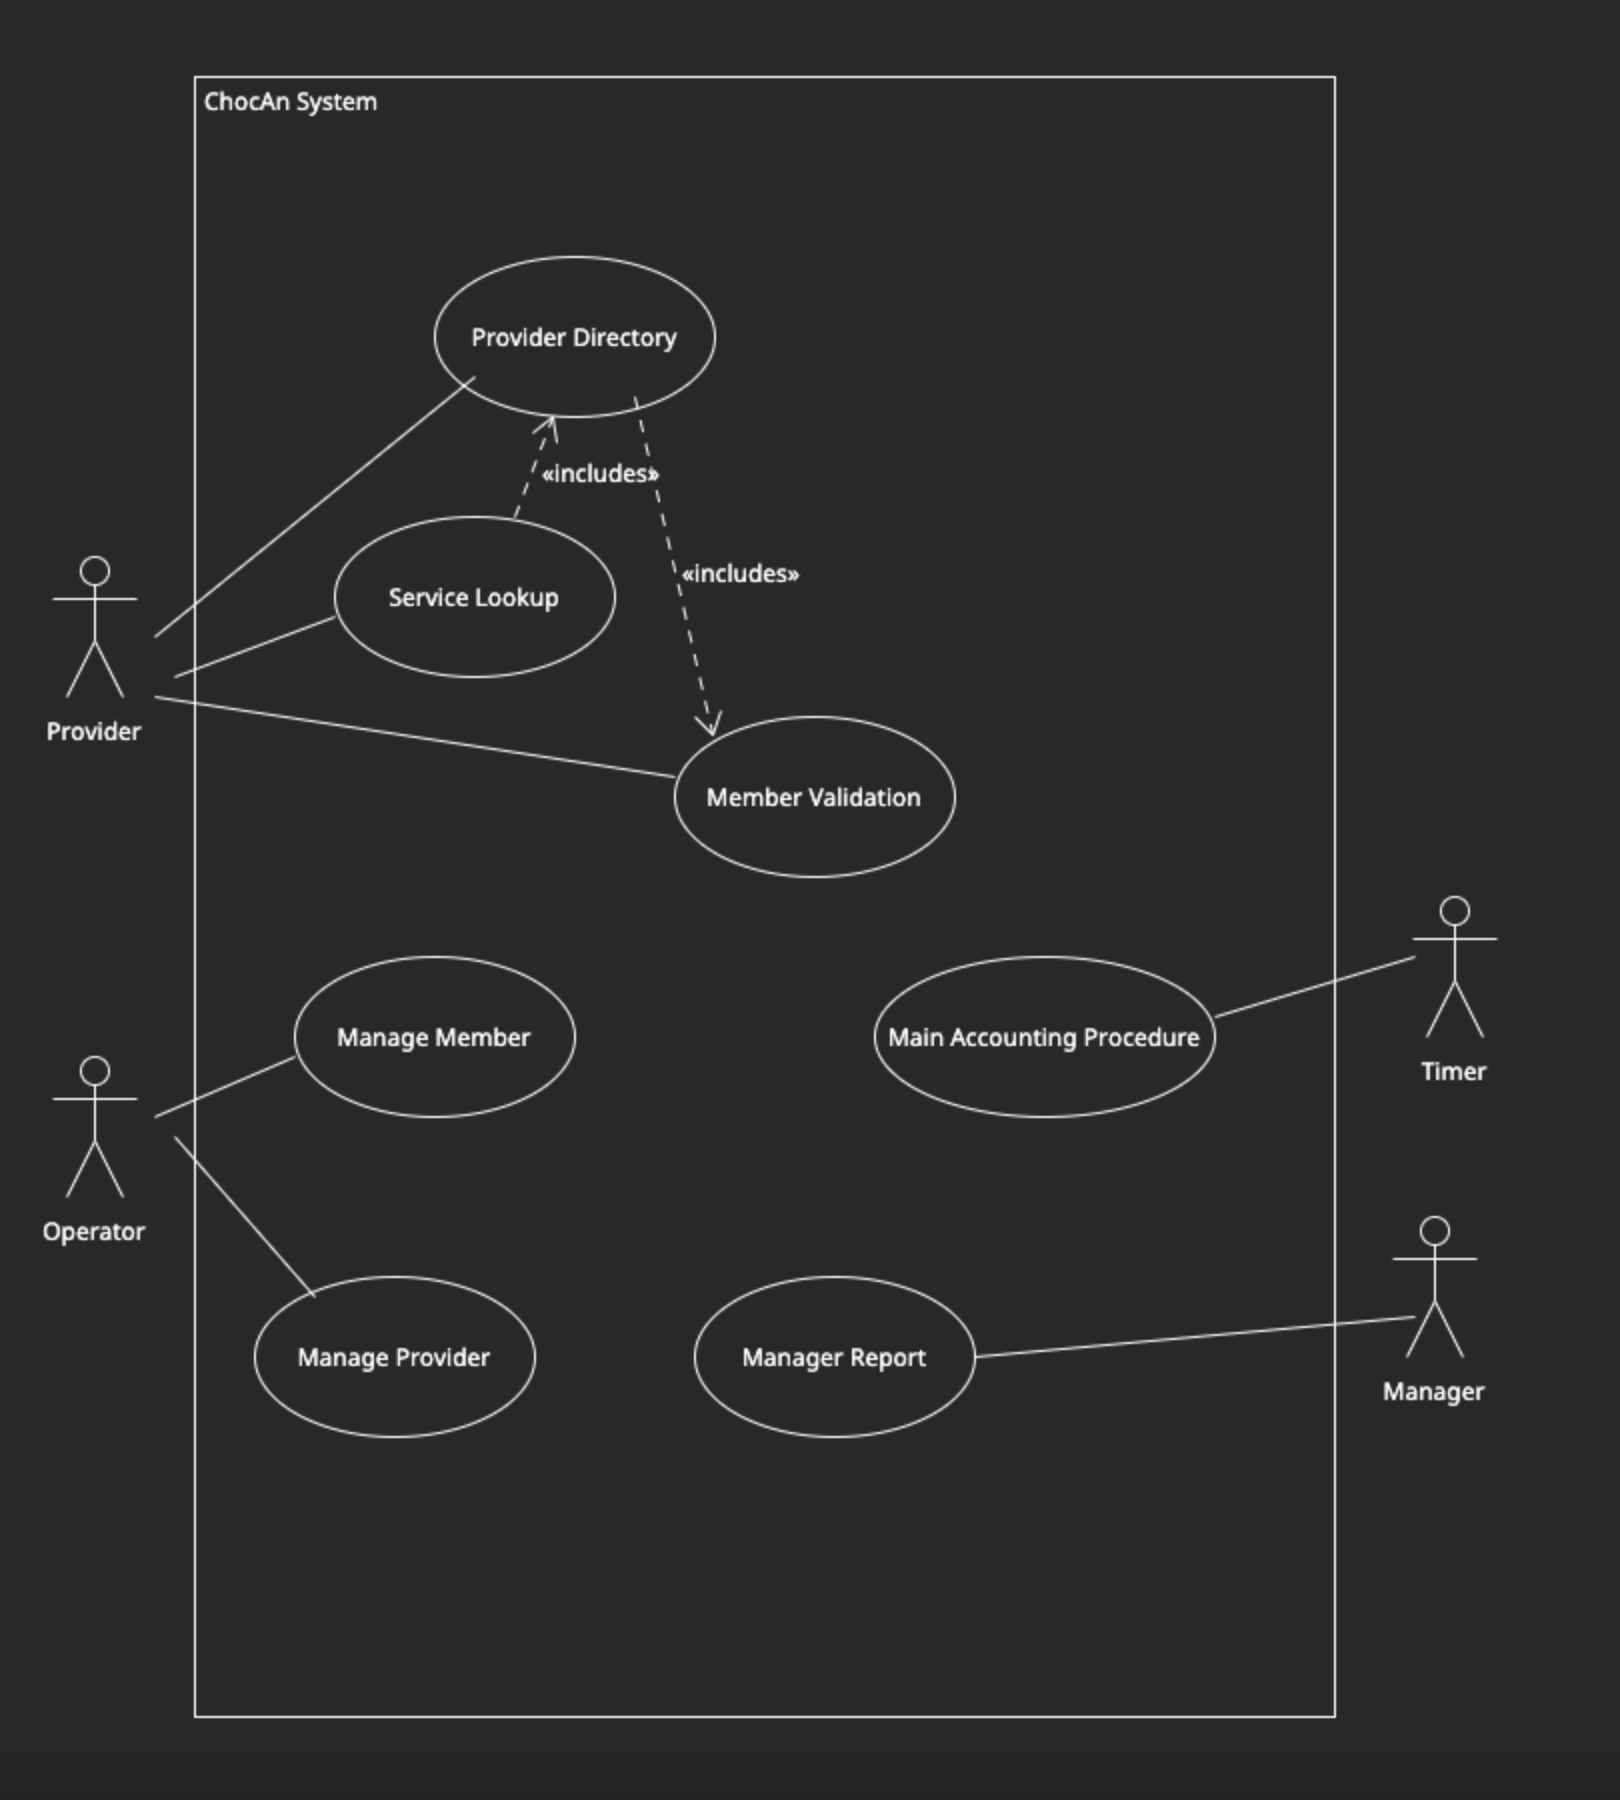 ChocAn System
Provider Directory
«includes»
«includes»
Service Lookup
Provider
Member Validation
Manage Member
Main Accounting Procedure
Timer
Operator
Manage Provider
Manager Report
Manager